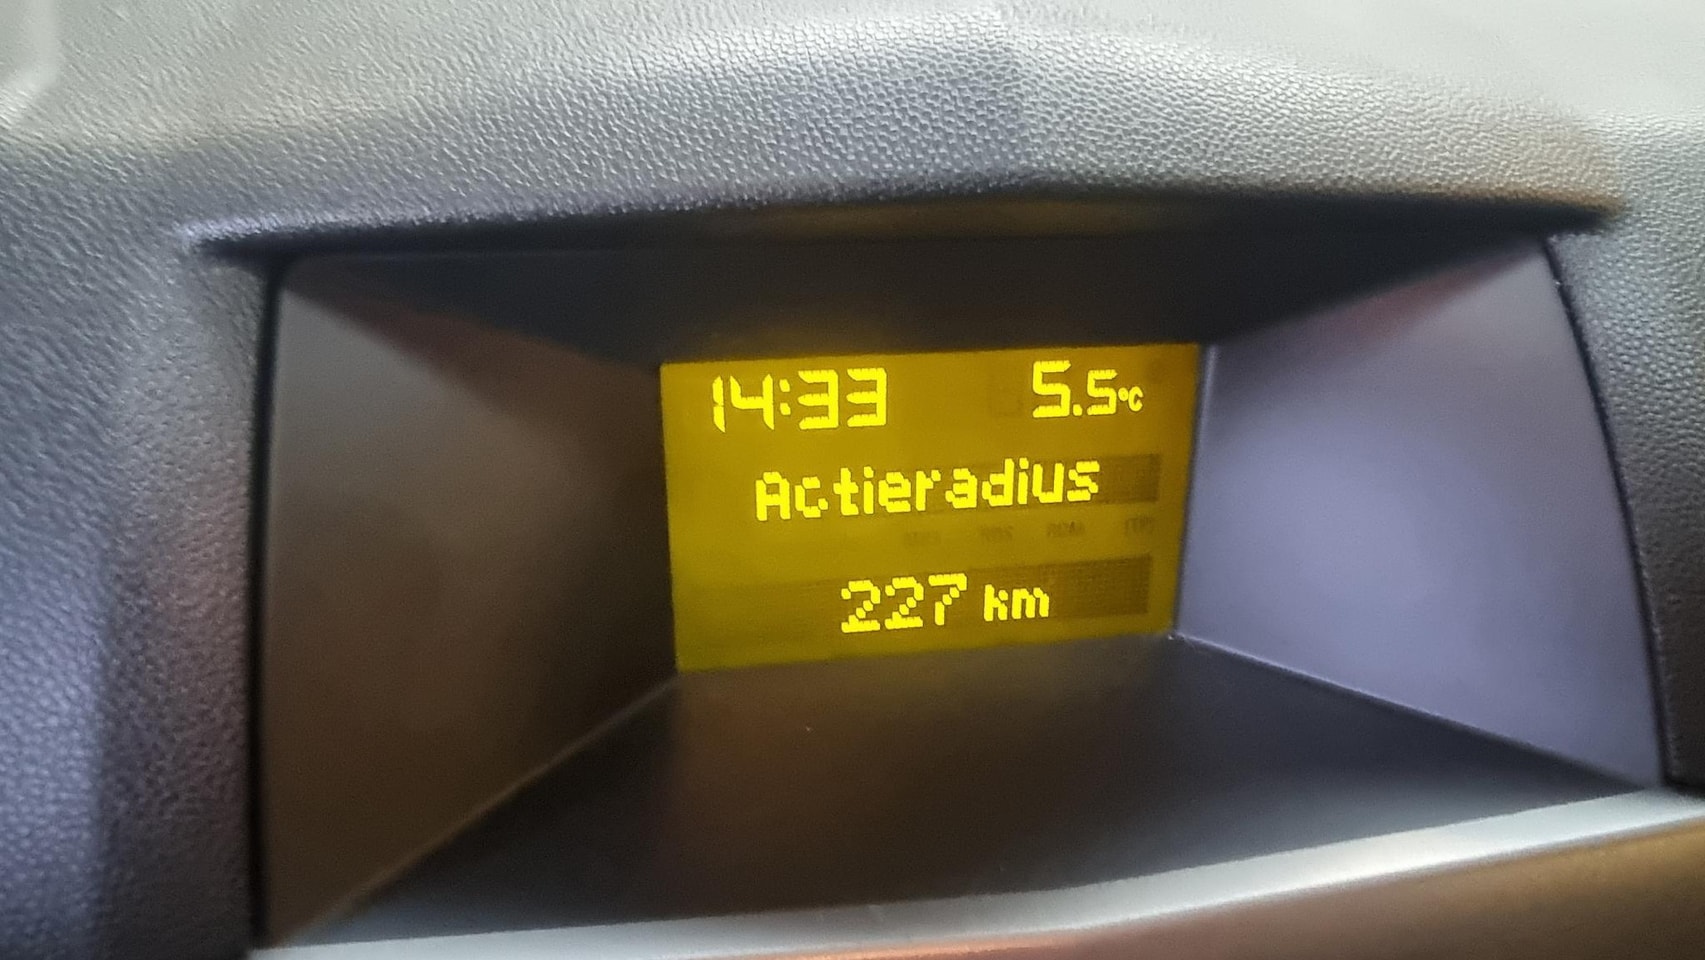 14:33 5.5°C
Actieradius
227 km